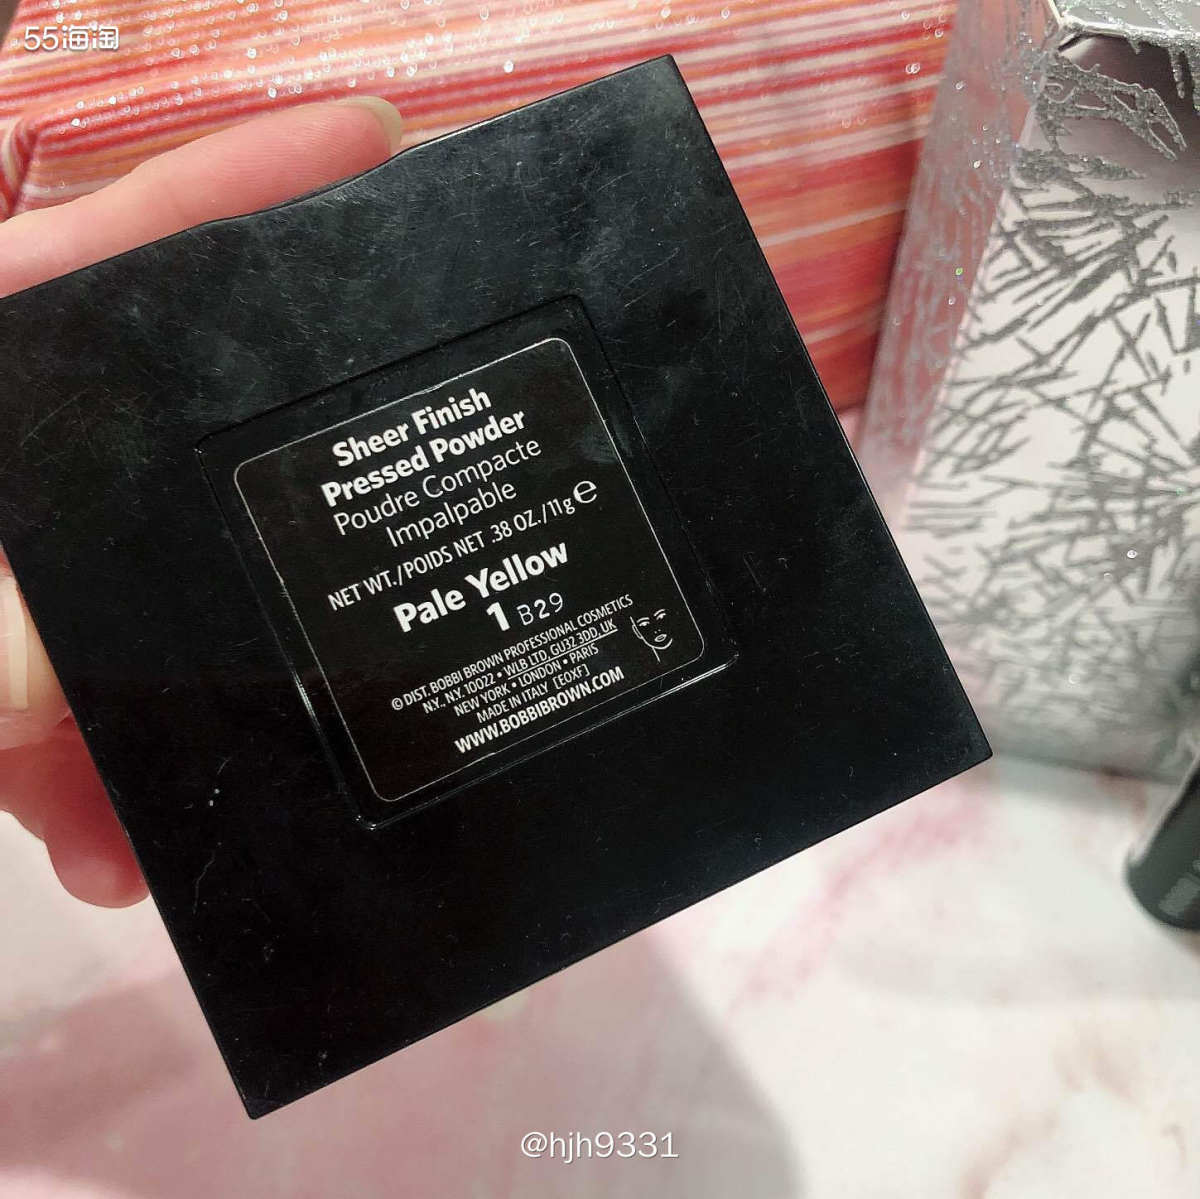 55海淘
Sheer Finish
Pressed Powder
Poudre Compacte
Impalpable
NET WT./POIDS NET .38 OZ./11g℮
Pale Yellow
1 B29
© DIST. BOBBI BROWN PROFESSIONAL COSMETICS
N.Y., N.Y. 10022 • WLB LTD, GU32 3DD, UK
NEW YORK • LONDON • PARIS
MADE IN ITALY [EOXF]
WWW.BOBBIBROWN.COM
@hjh9331